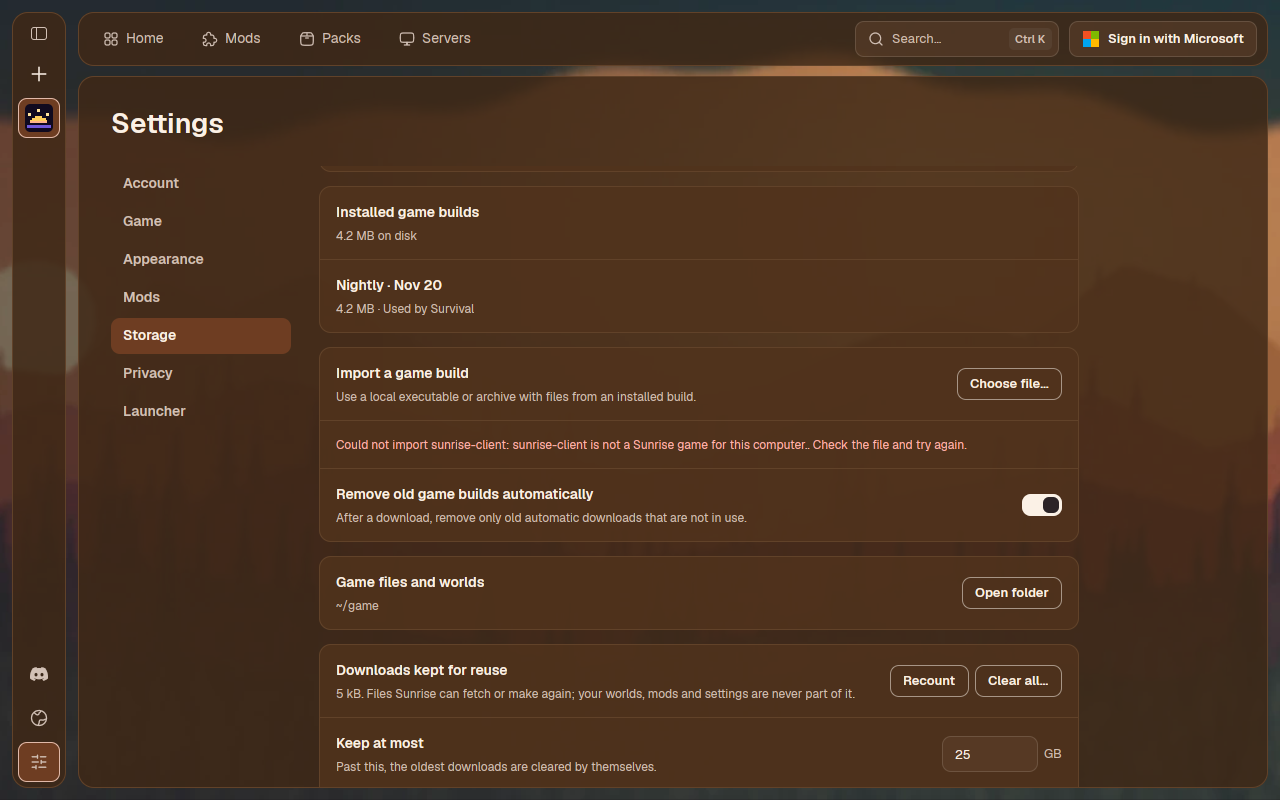 Home
Mods
Packs
Servers
Search...
Ctrl K
Sign in with Microsoft
Settings
Account
Game
Appearance
Mods
Storage
Privacy
Launcher
Installed game builds
4.2 MB on disk
Nightly · Nov 20
4.2 MB · Used by Survival
Import a game build
Use a local executable or archive with files from an installed build.
Choose file...
Could not import sunrise-client: sunrise-client is not a Sunrise game for this computer.. Check the file and try again.
Remove old game builds automatically
After a download, remove only old automatic downloads that are not in use.
Game files and worlds
~/game
Open folder
Downloads kept for reuse
5 kB. Files Sunrise can fetch or make again; your worlds, mods and settings are never part of it.
Recount
Clear all...
Keep at most
Past this, the oldest downloads are cleared by themselves.
25
GB